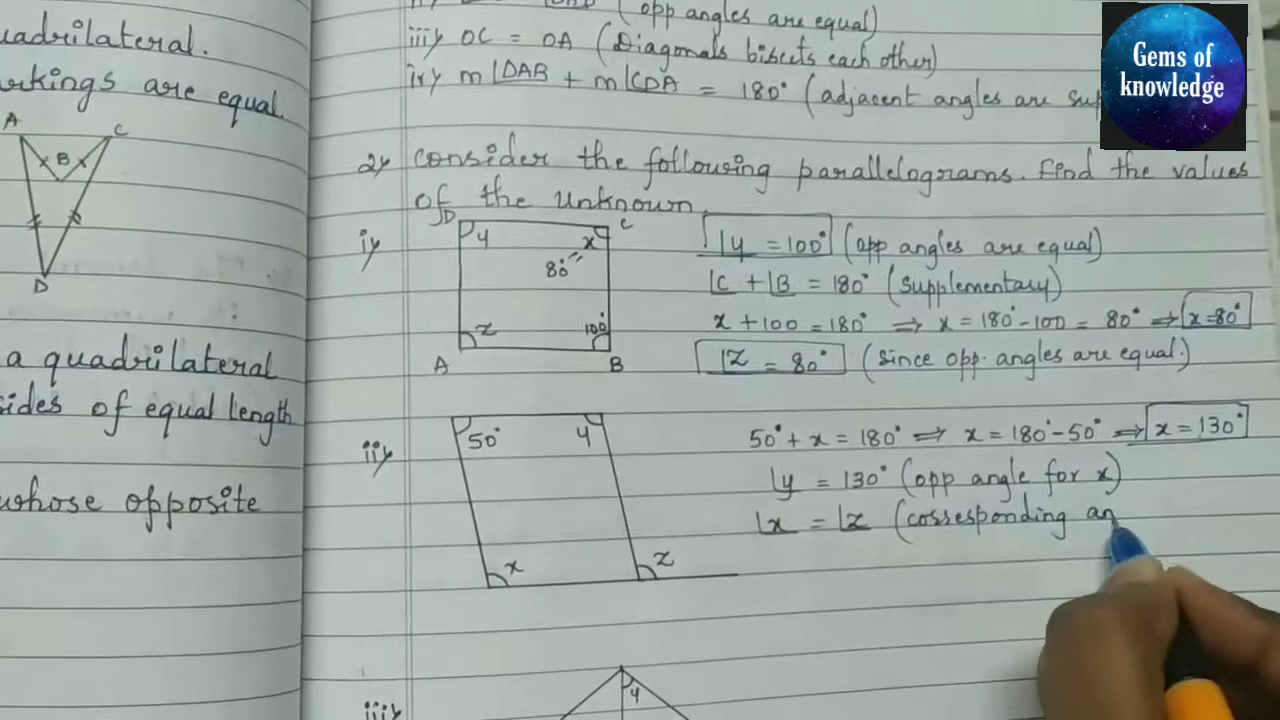 uadrilateral.
rkings are equal.
A
C
B
D
a quadrilateral
sides of equal length
whose opposite
(opp angles are equal)
iii) OC = OA (Diagonals bisects each other)
iv) m∠DAB + m∠CDA = 180° (adjacent angles are sup
Gems of
knowledge
2) Consider the following parallelograms. Find the values
of the unknown.
i)
D
C
y
x
80°
z
100°
A
B
∠y = 100° (opp angles are equal)
∠C + ∠B = 180° (Supplementary)
x + 100 = 180° ⇒ x = 180° - 100 = 80° ⇒ x = 80°
∠z = 80° (since opp. angles are equal.)
ii)
50°
y
x
z
50° + x = 180° ⇒ x = 180° - 50° ⇒ x = 130°
∠y = 130° (opp angle for x)
∠x = ∠z (corresponding an
iii)
y